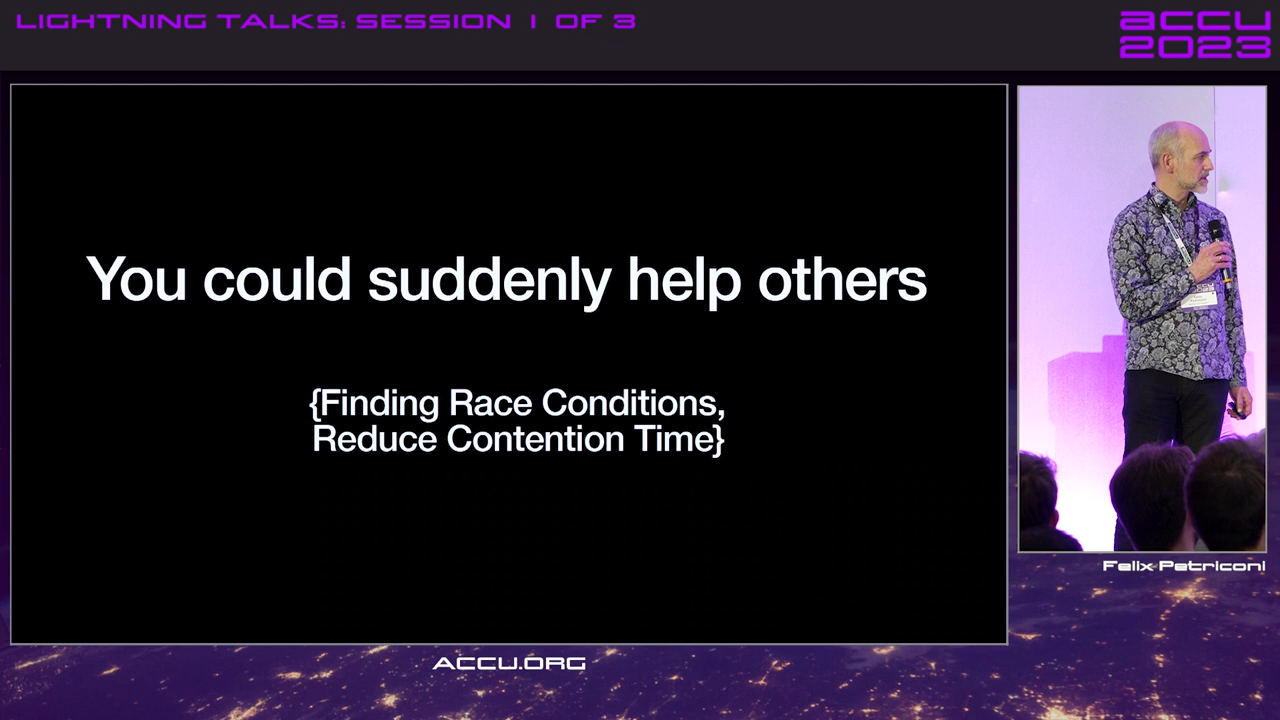 LIGHTNING TALKS: SESSION 1 OF 3
ACCU
2023
You could suddenly help others
{Finding Race Conditions,
Reduce Contention Time}
Felix Petriconi
ACCU.ORG